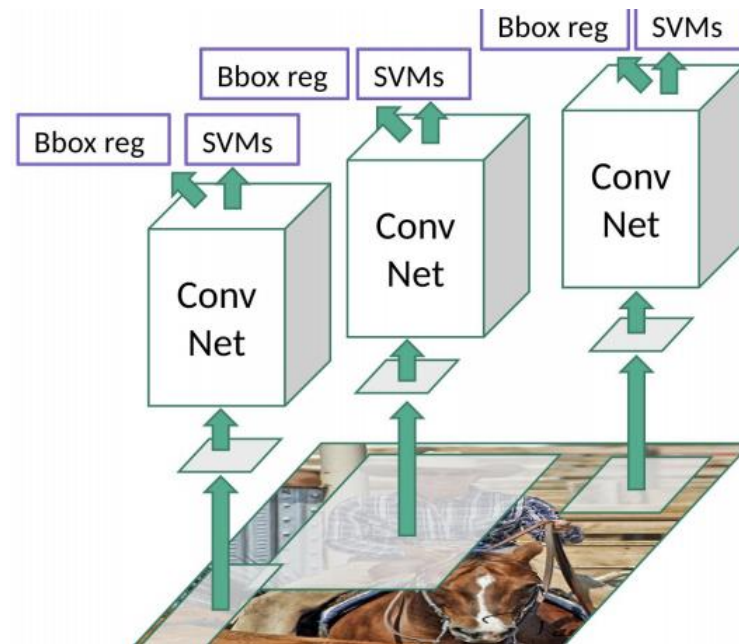 Bbox reg
SVMs
Bbox reg
SVMs
Bbox reg
SVMs
Conv
Net
Conv
Net
Conv
Net